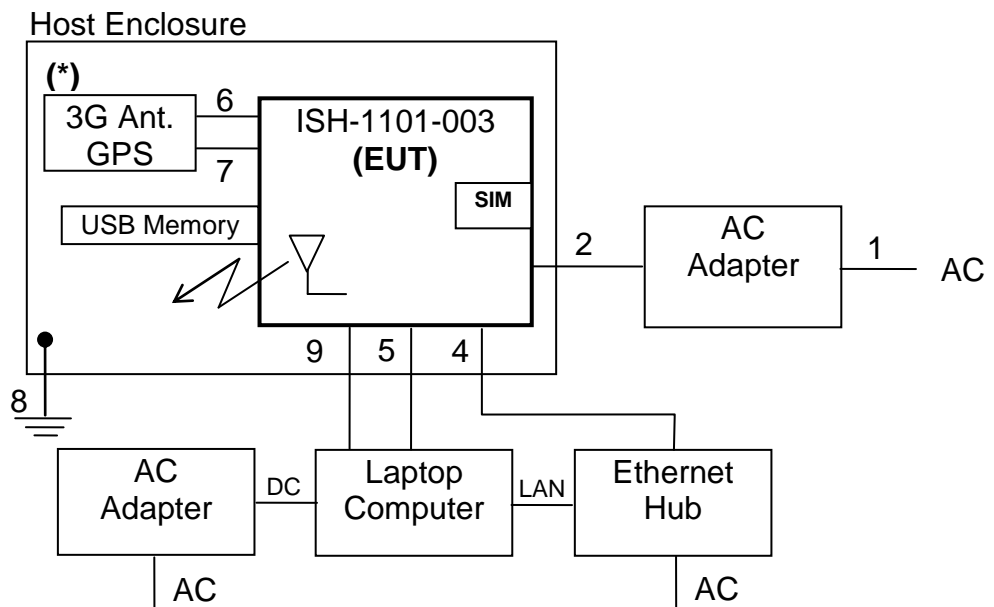 Host Enclosure
(*)
3G Ant.
GPS
6
7
ISH-1101-003
(EUT)
SIM
USB Memory
2
AC
Adapter
1
AC
9
5
4
8
AC
Adapter
DC
Laptop
Computer
LAN
Ethernet
Hub
AC
AC